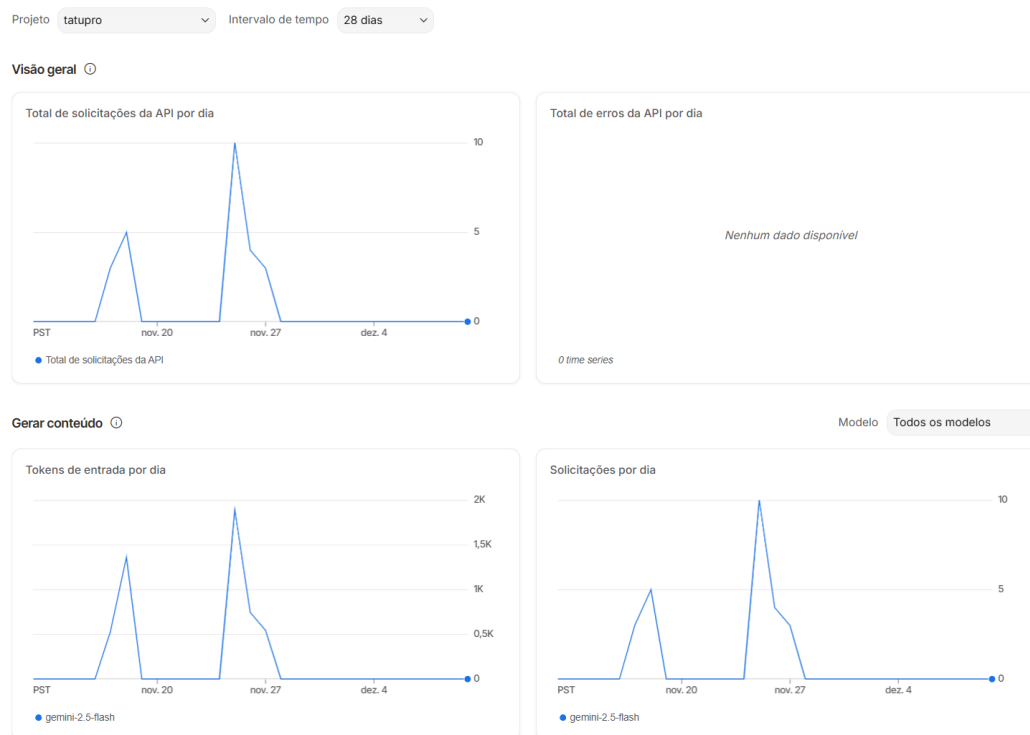 Projeto tatupro Intervalo de tempo 28 dias
Visão geral
Total de solicitações da API por dia
10
5
0
PST nov. 20 nov. 27 dez. 4
Total de solicitações da API
Total de erros da API por dia
Nenhum dado disponível
0 time series
Gerar conteúdo
Modelo Todos os modelos
Tokens de entrada por dia
2K
1,5K
1K
0,5K
0
PST nov. 20 nov. 27 dez. 4
gemini-2.5-flash
Solicitações por dia
10
5
0
PST nov. 20 nov. 27 dez. 4
gemini-2.5-flash